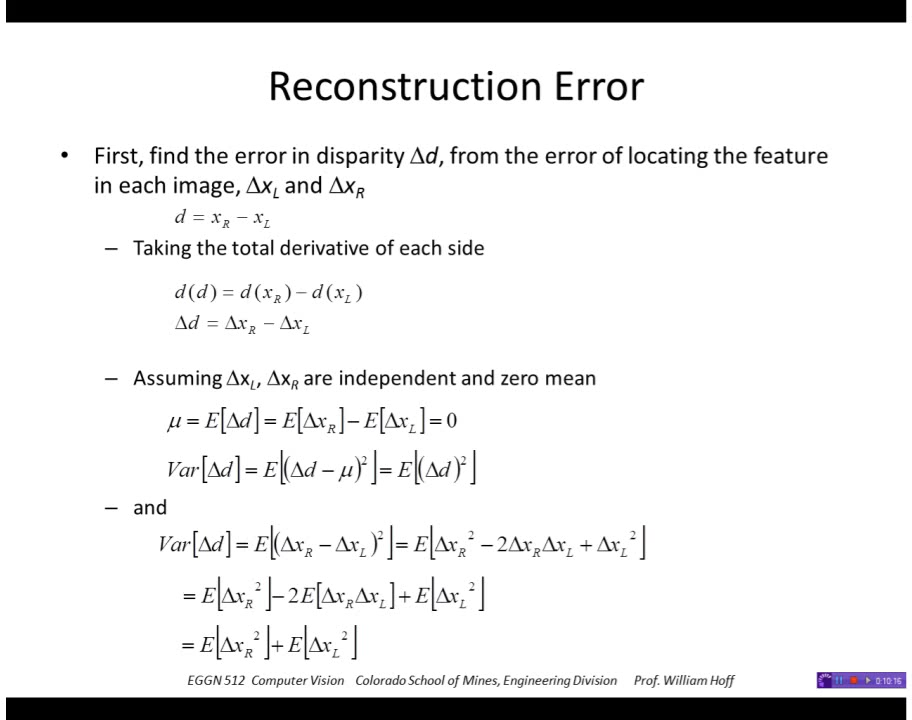 Reconstruction Error
• First, find the error in disparity Δd, from the error of locating the feature
in each image, Δx_L and Δx_R
d = x_R − x_L
– Taking the total derivative of each side
d(d) = d(x_R) − d(x_L)
Δd = Δx_R − Δx_L
– Assuming Δx_L, Δx_R are independent and zero mean
μ = E[Δd] = E[Δx_R] − E[Δx_L] = 0
Var[Δd] = E[(Δd − μ)²] = E[(Δd)²]
– and
Var[Δd] = E[(Δx_R − Δx_L)²] = E[Δx_R² − 2Δx_RΔx_L + Δx_L²]
= E[Δx_R²] − 2E[Δx_RΔx_L] + E[Δx_L²]
= E[Δx_R²] + E[Δx_L²]
EGGN 512 Computer Vision Colorado School of Mines, Engineering Division Prof. William Hoff
0:10:16